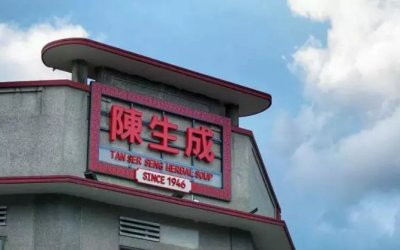 陳生成
TAN SER SENG HERBAL SOUP
SINCE 1946